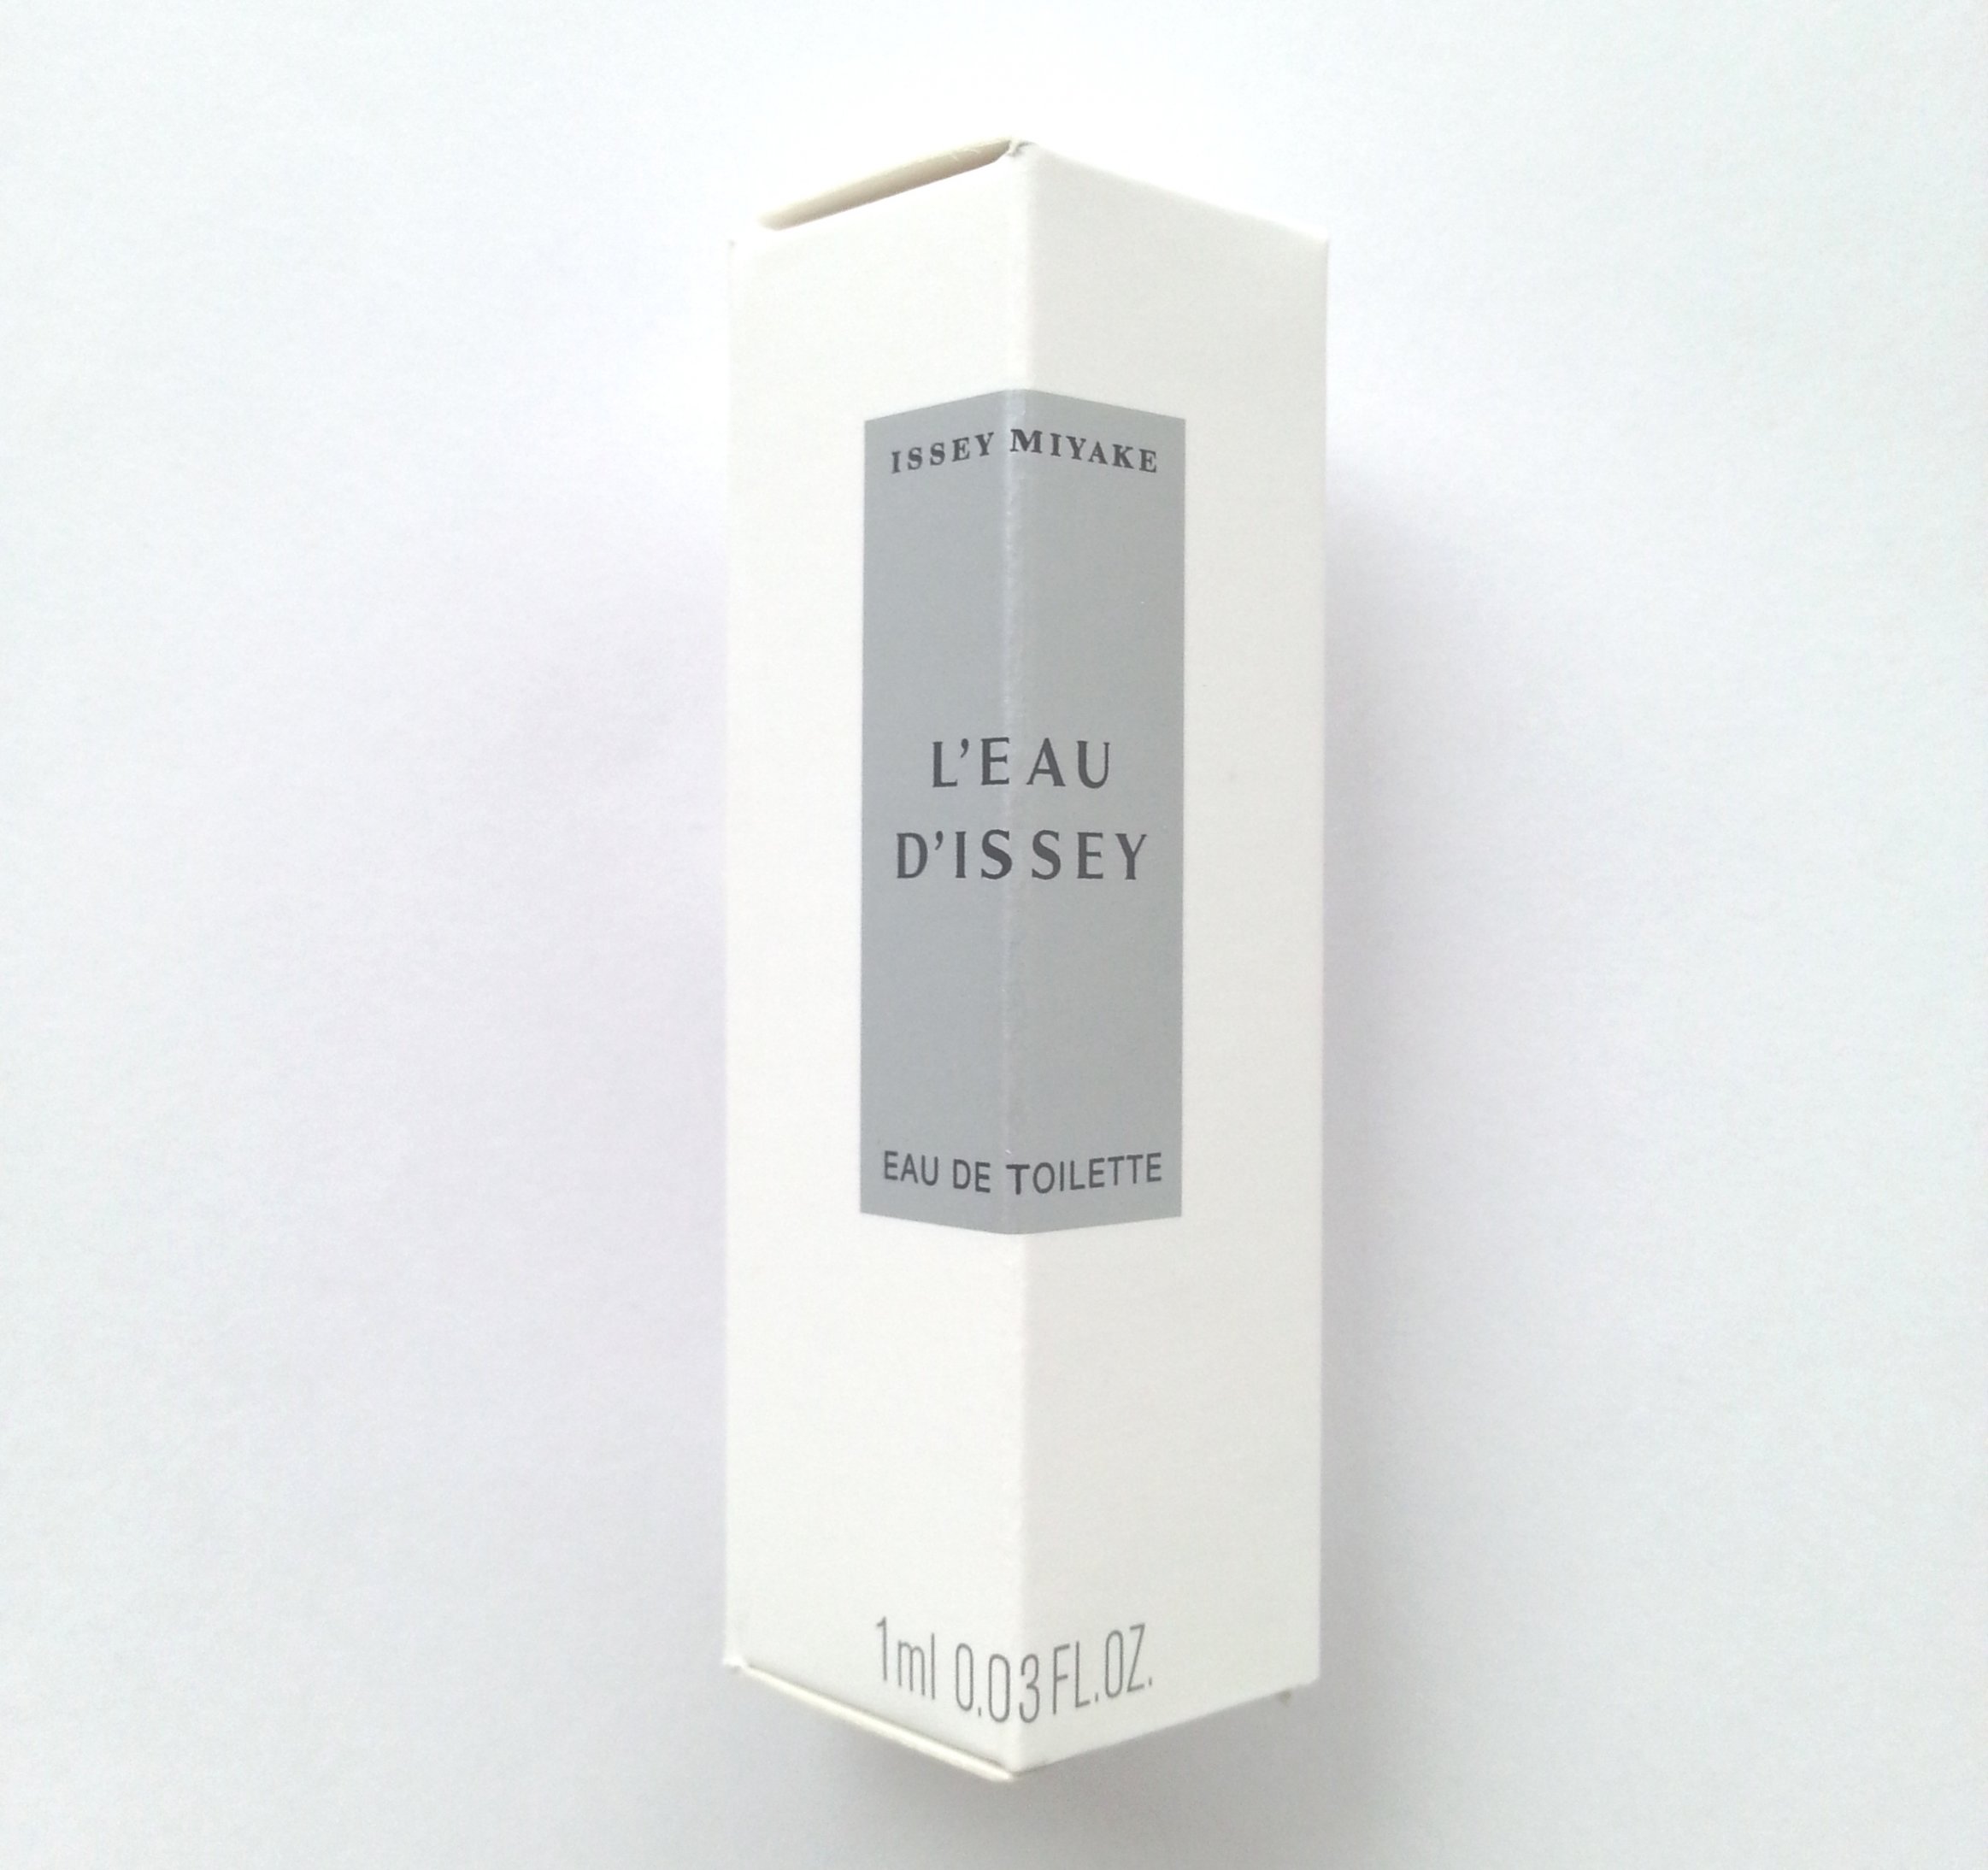 ISSEY MIYAKE
L'EAU
D'ISSEY
EAU DE TOILETTE
1ml 0.03 FL.OZ.